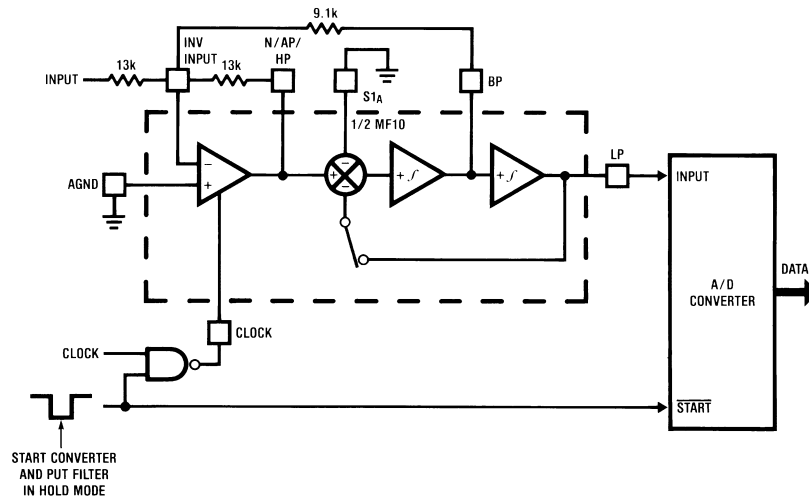 9.1k
INV
INPUT
N/AP/
HP
13k
13k
INPUT
S1A
BP
1/2 MF10
LP
AGND
−
+
+
−
−
+ ∫
+ ∫
INPUT
A/D
CONVERTER
DATA
CLOCK
CLOCK
START
START CONVERTER
AND PUT FILTER
IN HOLD MODE